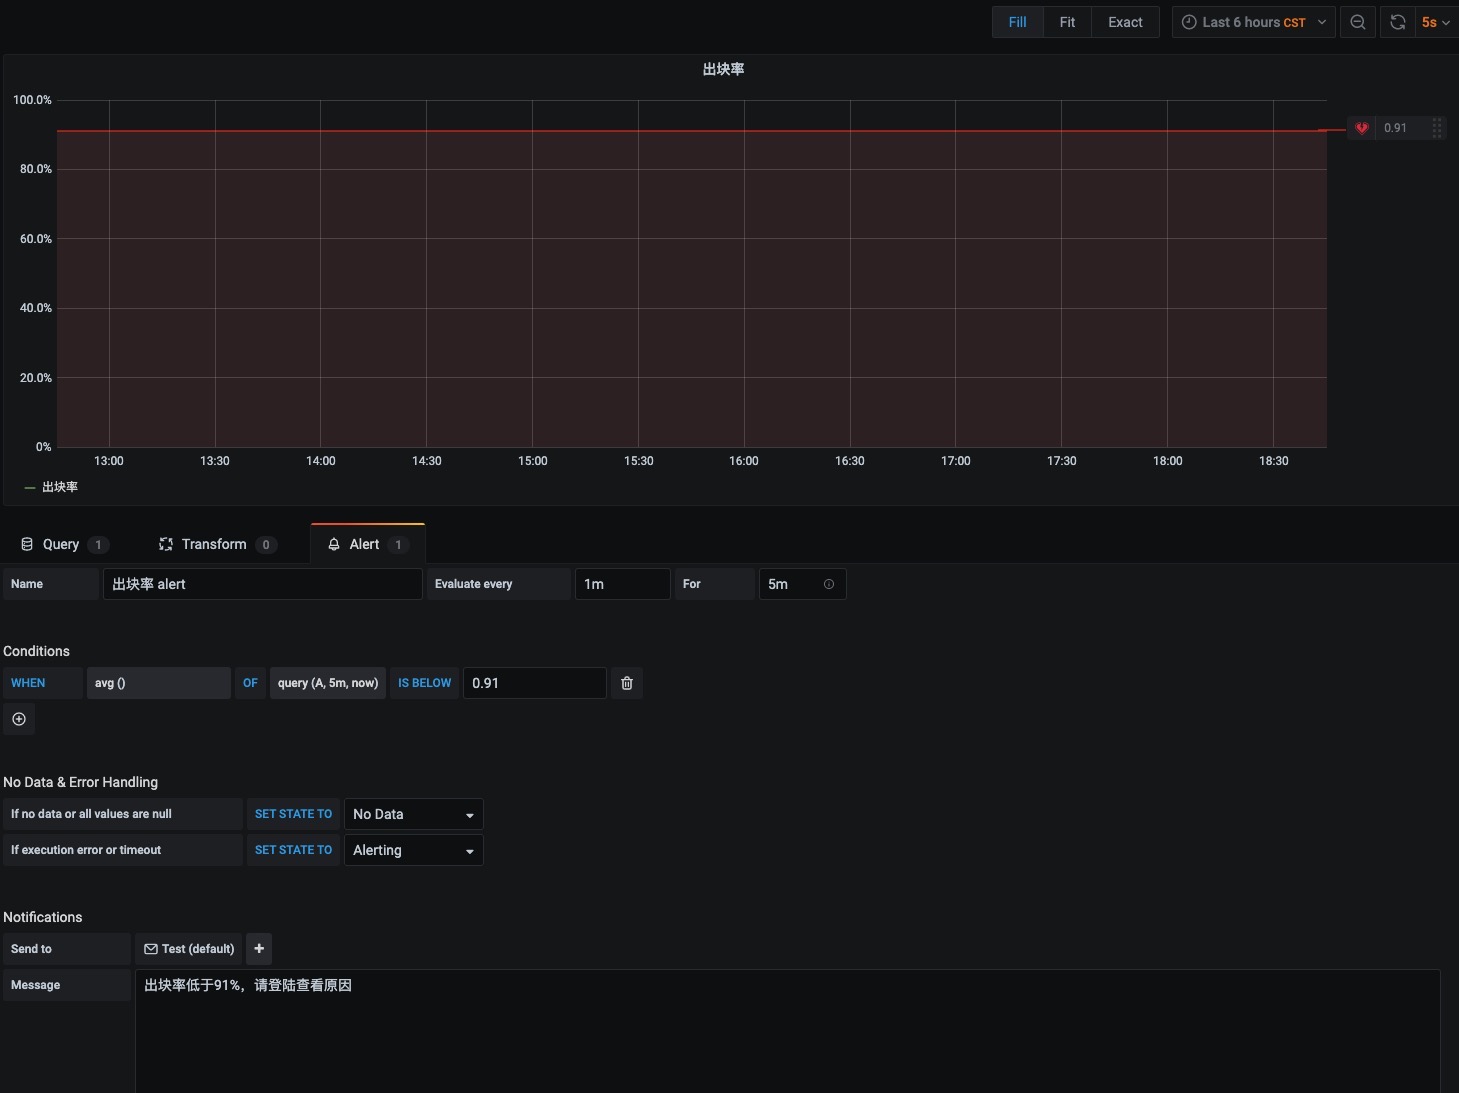 Fill Fit Exact Last 6 hours CST 5s
出块率
100.0%
0.91
80.0%
60.0%
40.0%
20.0%
0%
13:00 13:30 14:00 14:30 15:00 15:30 16:00 16:30 17:00 17:30 18:00 18:30
出块率
Query 1 Transform 0 Alert 1
Name 出块率 alert Evaluate every 1m For 5m
Conditions
WHEN avg () OF query (A, 5m, now) IS BELOW 0.91
No Data & Error Handling
If no data or all values are null SET STATE TO No Data
If execution error or timeout SET STATE TO Alerting
Notifications
Send to Test (default) +
Message 出块率低于91%，请登陆查看原因